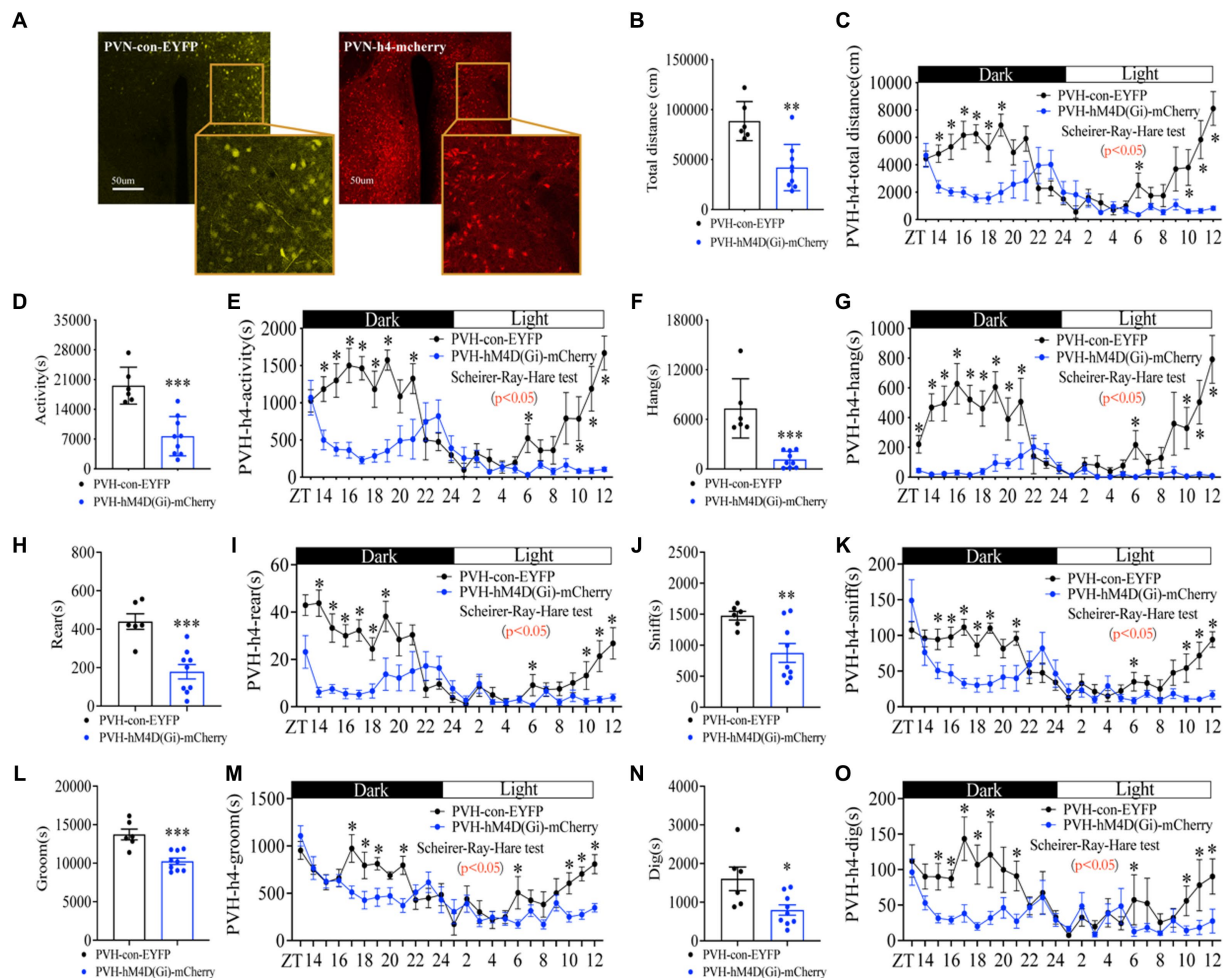 A
PVN-con-EYFP
50um
PVN-h4-mcherry
50um
B
Total distance (cm)
150000
100000
50000
0
**
PVH-con-EYFP
PVH-hM4D(Gi)-mCherry
C
PVH-h4-total distance(cm)
Dark Light
10000
8000
6000
4000
2000
0
PVH-con-EYFP
PVH-hM4D(Gi)-mCherry
Scheirer-Ray-Hare test
(p<0.05)
* * * * * * * * * * * *
ZT 14 16 18 20 22 24 2 4 6 8 10 12
D
Activity(s)
35000
28000
21000
14000
7000
0
***
PVH-con-EYFP
PVH-hM4D(Gi)-mCherry
E
PVH-h4-activity(s)
Dark Light
2000
1500
1000
500
0
PVH-con-EYFP
PVH-hM4D(Gi)-mCherry
Scheirer-Ray-Hare test
(p<0.05)
* * * * * * * * * * *
ZT 14 16 18 20 22 24 2 4 6 8 10 12
F
Hang(s)
18000
12000
6000
0
***
PVH-con-EYFP
PVH-hM4D(Gi)-mCherry
G
PVH-h4-hang(s)
Dark Light
1000
800
600
400
200
0
PVH-con-EYFP
PVH-hM4D(Gi)-mCherry
Scheirer-Ray-Hare test
(p<0.05)
* * * * * * * * * * * * *
ZT 14 16 18 20 22 24 2 4 6 8 10 12
H
Rear(s)
800
600
400
200
0
***
PVH-con-EYFP
PVH-hM4D(Gi)-mCherry
I
PVH-h4-rear(s)
Dark Light
60
40
20
0
PVH-con-EYFP
PVH-hM4D(Gi)-mCherry
Scheirer-Ray-Hare test
(p<0.05)
* * * * * * * * * *
ZT 14 16 18 20 22 24 2 4 6 8 10 12
J
Sniff(s)
2500
2000
1500
1000
500
0
**
PVH-con-EYFP
PVH-hM4D(Gi)-mCherry
K
PVH-h4-sniff(s)
Dark Light
200
150
100
50
0
PVH-con-EYFP
PVH-hM4D(Gi)-mCherry
Scheirer-Ray-Hare test
(p<0.05)
* * * * * * * * * *
ZT 14 16 18 20 22 24 2 4 6 8 10 12
L
Groom(s)
20000
15000
10000
5000
0
***
PVH-con-EYFP
PVH-hM4D(Gi)-mCherry
M
PVH-h4-groom(s)
Dark Light
1500
1000
500
0
PVH-con-EYFP
PVH-hM4D(Gi)-mCherry
Scheirer-Ray-Hare test
(p<0.05)
* * * * * * * *
ZT 14 16 18 20 22 24 2 4 6 8 10 12
N
Dig(s)
4000
3000
2000
1000
0
*
PVH-con-EYFP
PVH-hM4D(Gi)-mCherry
O
PVH-h4-dig(s)
Dark Light
200
150
100
50
0
PVH-con-EYFP
PVH-hM4D(Gi)-mCherry
Scheirer-Ray-Hare test
(p<0.05)
* * * * * * * * * *
ZT 14 16 18 20 22 24 2 4 6 8 10 12